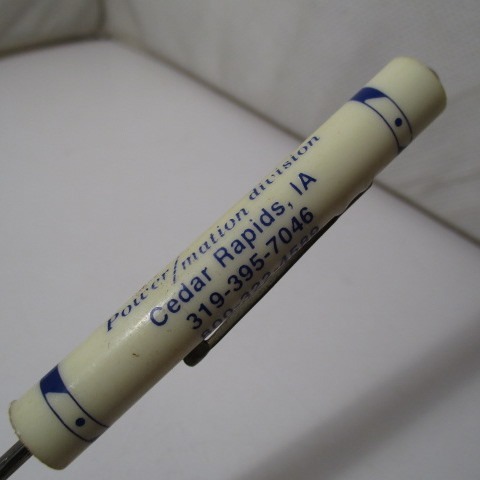 Power/mation division
Cedar Rapids, IA
319-395-7046